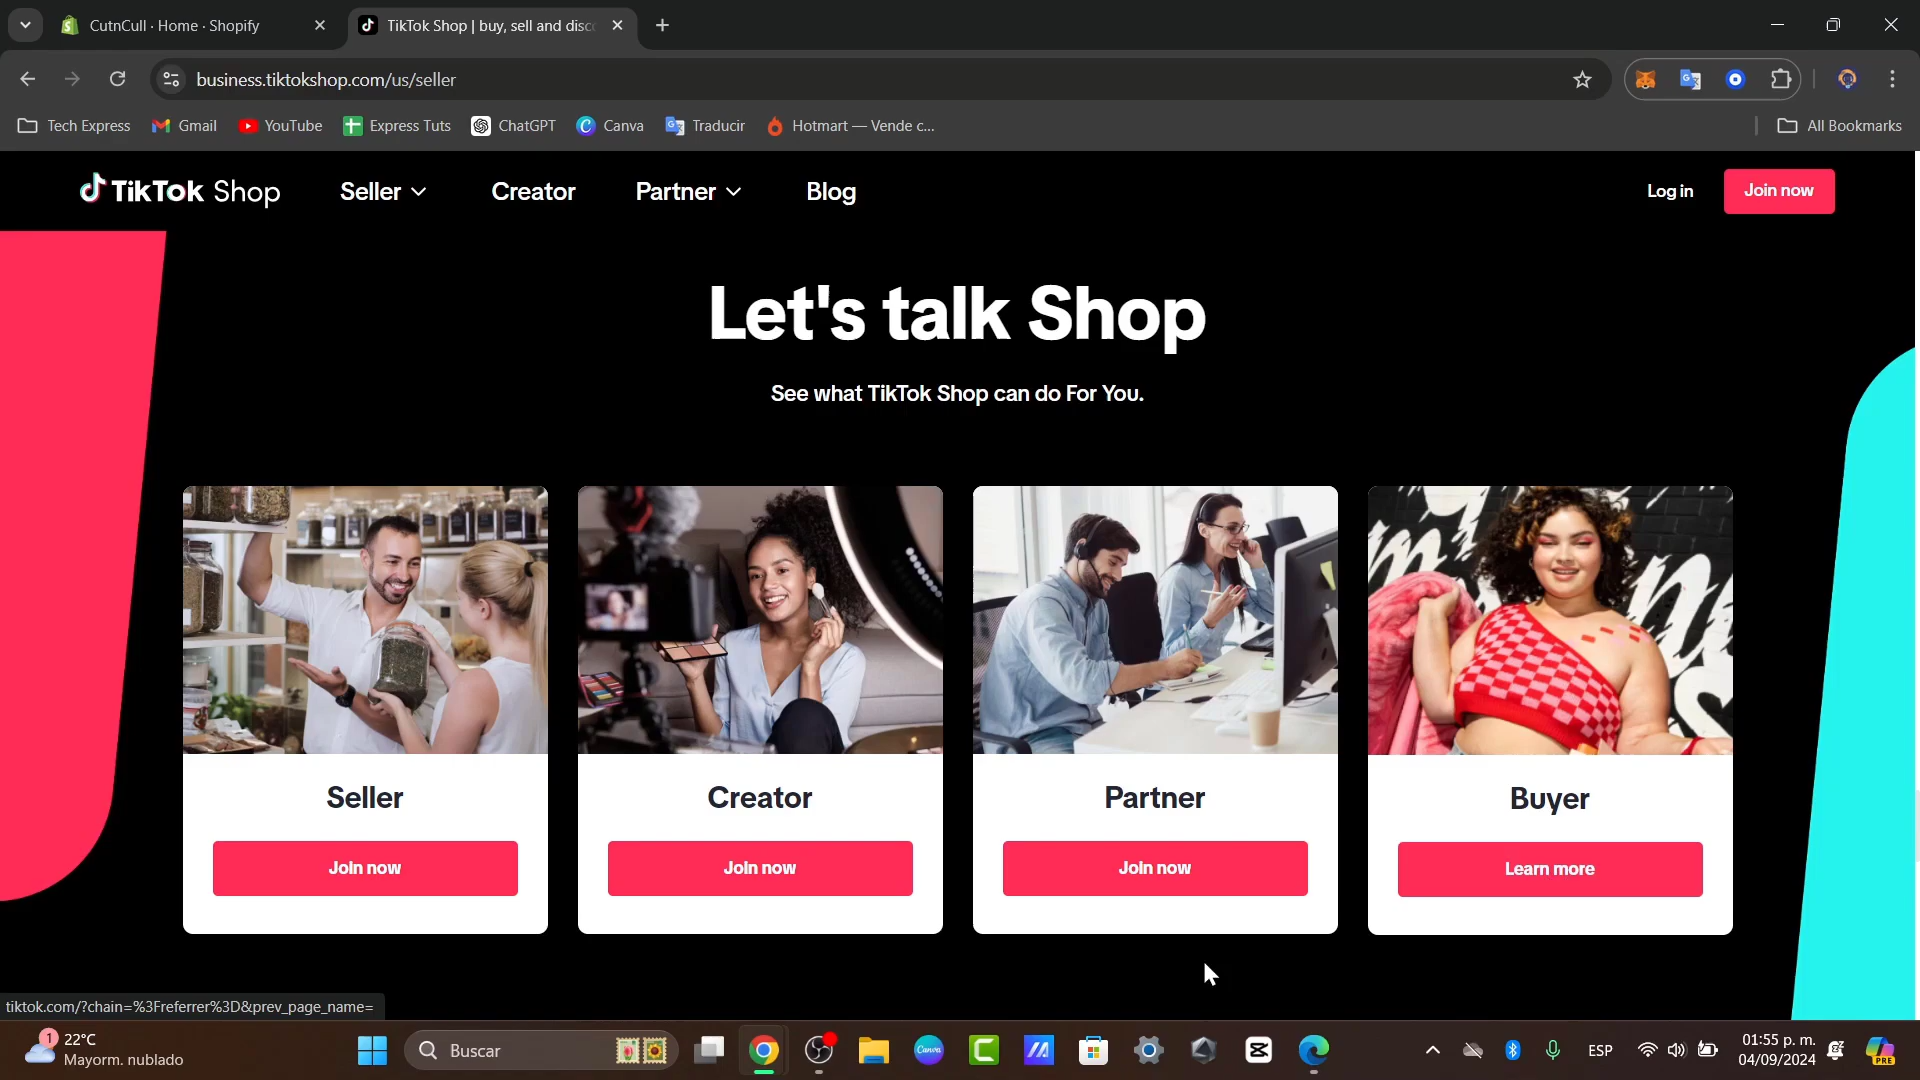 CutnCull · Home · Shopify
TikTok Shop | buy, sell and disc
business.tiktokshop.com/us/seller
Tech Express
Gmail
YouTube
Express Tuts
ChatGPT
Canva
Traducir
Hotmart — Vende c...
All Bookmarks
TikTok Shop
Seller
Creator
Partner
Blog
Log in
Join now
Let's talk Shop
See what TikTok Shop can do For You.
Seller
Join now
Creator
Join now
Partner
Join now
Buyer
Learn more
tiktok.com/?chain=%3Freferrer%3D&prev_page_name=
1
22°C
Mayorm. nublado
Buscar
Canva
ESP
01:55 p. m.
04/09/2024
PRE